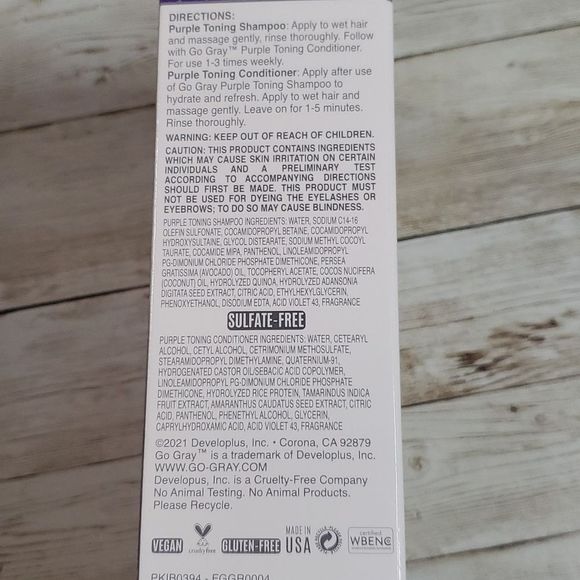 DIRECTIONS:
Purple Toning Shampoo: Apply to wet hair
and massage gently, rinse thoroughly. Follow
with Go Gray™ Purple Toning Conditioner.
For use 1-3 times weekly.
Purple Toning Conditioner: Apply after use
of Go Gray Purple Toning Shampoo to
hydrate and refresh. Apply to wet hair and
massage gently. Leave on for 1-5 minutes.
Rinse thoroughly.
WARNING: KEEP OUT OF REACH OF CHILDREN.
CAUTION: THIS PRODUCT CONTAINS INGREDIENTS
WHICH MAY CAUSE SKIN IRRITATION ON CERTAIN
INDIVIDUALS AND A PRELIMINARY TEST
ACCORDING TO ACCOMPANYING DIRECTIONS
SHOULD FIRST BE MADE. THIS PRODUCT MUST
NOT BE USED FOR DYEING THE EYELASHES OR
EYEBROWS; TO DO SO MAY CAUSE BLINDNESS.
PURPLE TONING SHAMPOO INGREDIENTS: WATER, SODIUM C14-16
OLEFIN SULFONATE, COCAMIDOPROPYL BETAINE, COCAMIDOPROPYL
HYDROXYSULTAINE, GLYCOL DISTEARATE, SODIUM METHYL COCOYL
TAURATE, COCAMIDE MIPA, PANTHENOL, LINOLEAMIDOPROPYL
PG-DIMONIUM CHLORIDE PHOSPHATE DIMETHICONE, PERSEA
GRATISSIMA (AVOCADO) OIL, TOCOPHERYL ACETATE, COCOS NUCIFERA
(COCONUT) OIL, HYDROLYZED QUINOA, HYDROLYZED ADANSONIA
DIGITATA SEED EXTRACT, CITRIC ACID, ETHYLHEXYLGLYCERIN,
PHENOXYETHANOL, DISODIUM EDTA, ACID VIOLET 43, FRAGRANCE
SULFATE-FREE
PURPLE TONING CONDITIONER INGREDIENTS: WATER, CETEARYL
ALCOHOL, CETYL ALCOHOL, CETRIMONIUM METHOSULFATE,
STEARAMIDOPROPYL DIMETHYLAMINE, QUATERNIUM-91,
HYDROGENATED CASTOR OIL/SEBACIC ACID COPOLYMER,
LINOLEAMIDOPROPYL PG-DIMONIUM CHLORIDE PHOSPHATE
DIMETHICONE, HYDROLYZED RICE PROTEIN, TAMARINDUS INDICA
FRUIT EXTRACT, AMARANTHUS CAUDATUS SEED EXTRACT, CITRIC
ACID, PANTHENOL, PHENETHYL ALCOHOL, GLYCERIN,
CAPRYLHYDROXAMIC ACID, ACID VIOLET 43, FRAGRANCE
©2021 Developlus, Inc. • Corona, CA 92879
Go Gray™ is a trademark of Developlus, Inc.
WWW.GO-GRAY.COM
Developus, Inc. is a Cruelty-Free Company
No Animal Testing. No Animal Products.
Please Recycle.
VEGAN
crueltyfree
GLUTEN-FREE
MADE IN
USA
certified
WBENC
PKIB0394 - FGGR0004